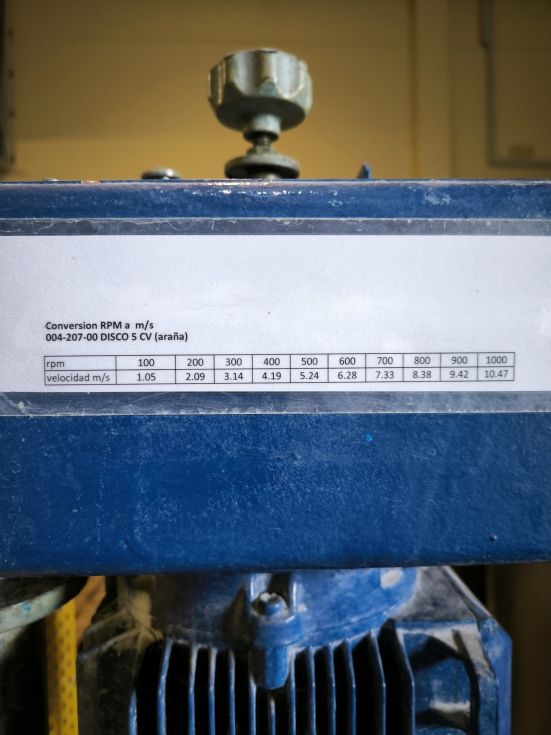 Conversion RPM a m/s
004-207-00 DISCO 5 CV (araña)
rpm 100 200 300 400 500 600 700 800 900 1000
velocidad m/s 1.05 2.09 3.14 4.19 5.24 6.28 7.33 8.38 9.42 10.47